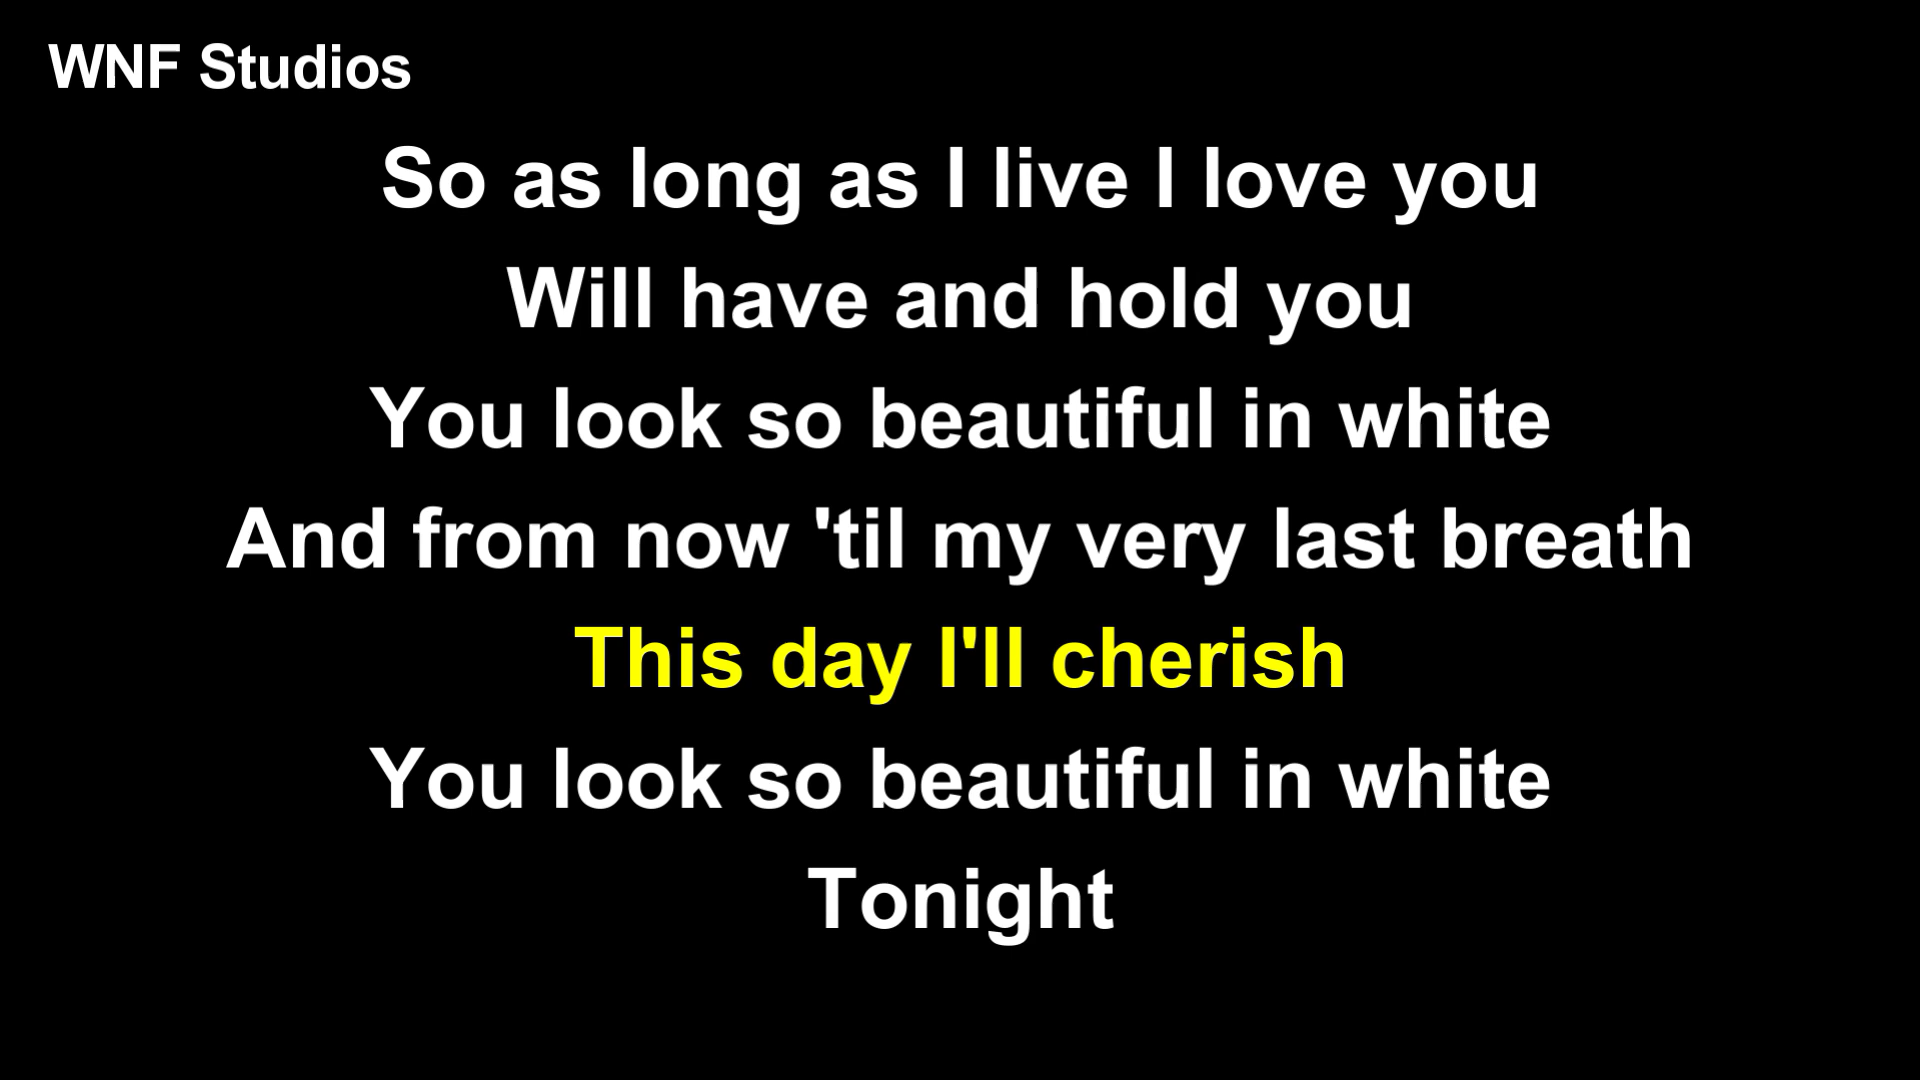 WNF Studios
So as long as I live I love you
Will have and hold you
You look so beautiful in white
And from now 'til my very last breath
This day I'll cherish
You look so beautiful in white
Tonight